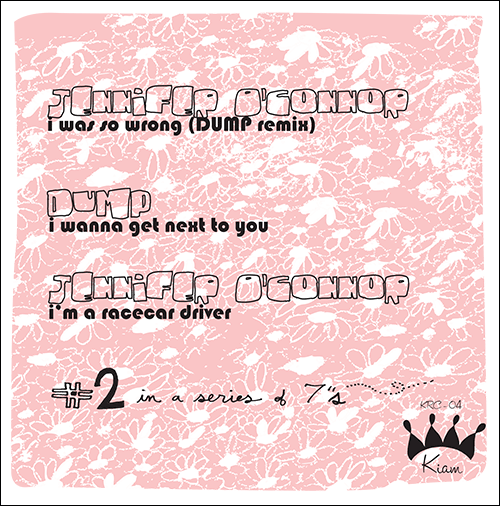 JENNIFER O'CONNOR
i was so wrong (DUMP remix)
DUMP
i wanna get next to you
JENNIFER O'CONNOR
i'm a racecar driver
#2 in a series of 7"s
KRC-04
Kiam